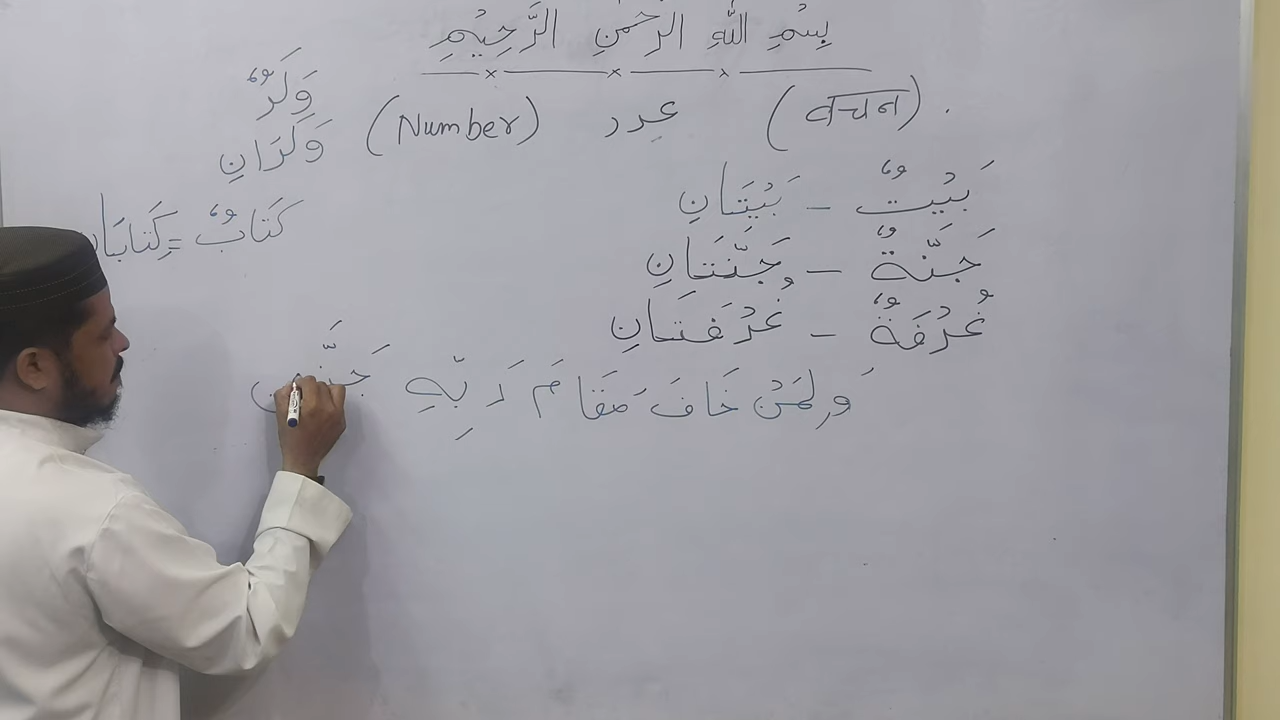 بِسْمِ اللّٰهِ الرَّحْمٰنِ الرَّحِيْمِ
(वचन) عدد (Number)
وَلَدٌ
وَلَدَانِ
بَيْتٌ - بَيْتَانِ
كِتَابٌ = كِتَابَانِ
جَنَّةٌ - جَنَّتَانِ
غُرْفَةٌ - غُرْفَتَانِ
وَلِمَنْ خَافَ مَقَامَ رَبِّهِ